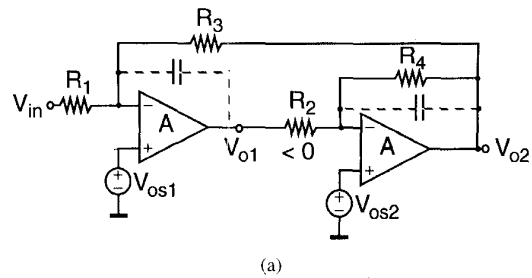 R3
R1
R4
Vin
−
A
+
Vo1
R2
< 0
−
A
+
Vo2
+
−
Vos1
+
−
Vos2
(a)